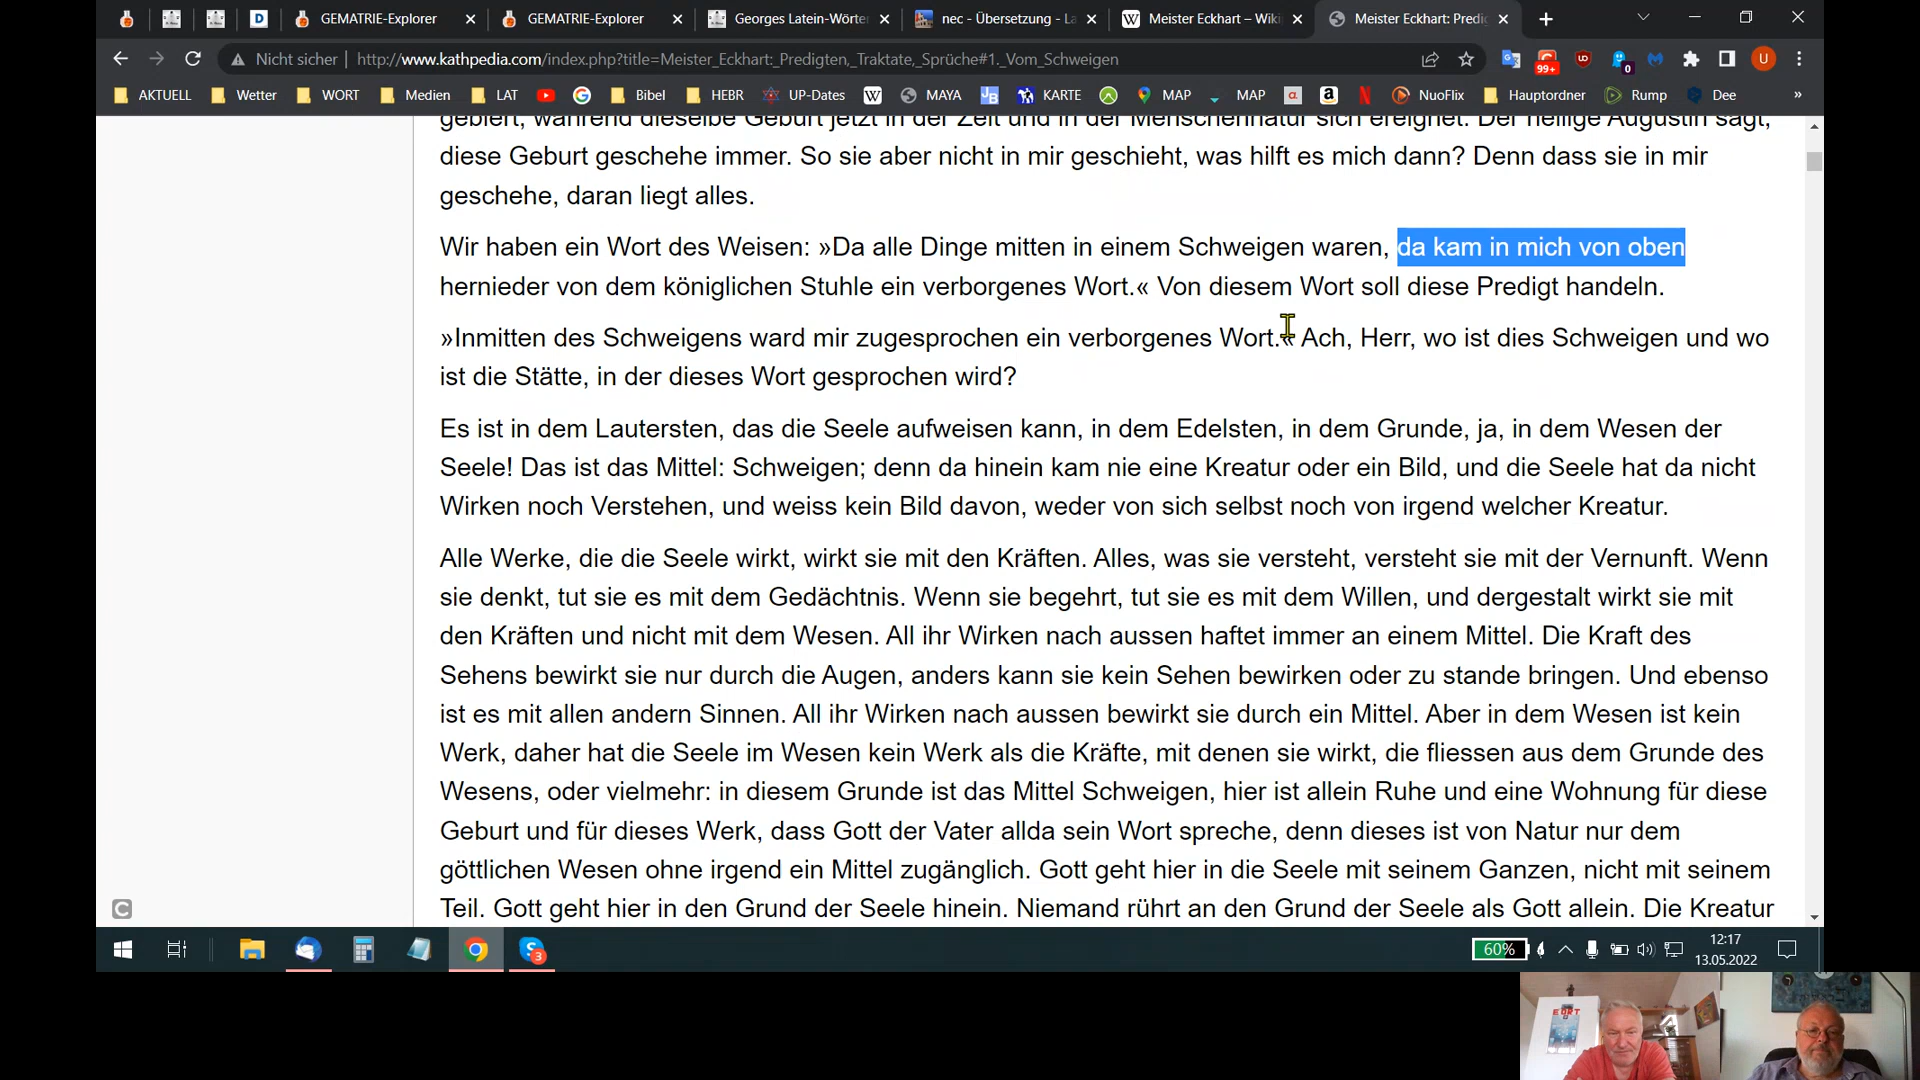 GEMATRIE-Explorer
GEMATRIE-Explorer
Georges Latein-Wörter
nec - Übersetzung - La
Meister Eckhart – Wiki
Meister Eckhart: Predig
Nicht sicher | http://www.kathpedia.com/index.php?title=Meister_Eckhart:_Predigten,_Traktate,_Sprüche#1._Vom_Schweigen
99+
0
U
AKTUELL Wetter WORT Medien LAT Bibel HEBR UP-Dates MAYA KARTE MAP MAP NuoFlix Hauptordner Rump Dee »
gebiert, während dieselbe Geburt jetzt in der Zeit und in der Menschennatur sich ereignet. Der heilige Augustin sagt,
diese Geburt geschehe immer. So sie aber nicht in mir geschieht, was hilft es mich dann? Denn dass sie in mir
geschehe, daran liegt alles.
Wir haben ein Wort des Weisen: »Da alle Dinge mitten in einem Schweigen waren, da kam in mich von oben
hernieder von dem königlichen Stuhle ein verborgenes Wort.« Von diesem Wort soll diese Predigt handeln.
»Inmitten des Schweigens ward mir zugesprochen ein verborgenes Wort.« Ach, Herr, wo ist dies Schweigen und wo
ist die Stätte, in der dieses Wort gesprochen wird?
Es ist in dem Lautersten, das die Seele aufweisen kann, in dem Edelsten, in dem Grunde, ja, in dem Wesen der
Seele! Das ist das Mittel: Schweigen; denn da hinein kam nie eine Kreatur oder ein Bild, und die Seele hat da nicht
Wirken noch Verstehen, und weiss kein Bild davon, weder von sich selbst noch von irgend welcher Kreatur.
Alle Werke, die die Seele wirkt, wirkt sie mit den Kräften. Alles, was sie versteht, versteht sie mit der Vernunft. Wenn
sie denkt, tut sie es mit dem Gedächtnis. Wenn sie begehrt, tut sie es mit dem Willen, und dergestalt wirkt sie mit
den Kräften und nicht mit dem Wesen. All ihr Wirken nach aussen haftet immer an einem Mittel. Die Kraft des
Sehens bewirkt sie nur durch die Augen, anders kann sie kein Sehen bewirken oder zu stande bringen. Und ebenso
ist es mit allen andern Sinnen. All ihr Wirken nach aussen bewirkt sie durch ein Mittel. Aber in dem Wesen ist kein
Werk, daher hat die Seele im Wesen kein Werk als die Kräfte, mit denen sie wirkt, die fliessen aus dem Grunde des
Wesens, oder vielmehr: in diesem Grunde ist das Mittel Schweigen, hier ist allein Ruhe und eine Wohnung für diese
Geburt und für dieses Werk, dass Gott der Vater allda sein Wort spreche, denn dieses ist von Natur nur dem
göttlichen Wesen ohne irgend ein Mittel zugänglich. Gott geht hier in die Seele mit seinem Ganzen, nicht mit seinem
Teil. Gott geht hier in den Grund der Seele hinein. Niemand rührt an den Grund der Seele als Gott allein. Die Kreatur
60%
12:17
13.05.2022